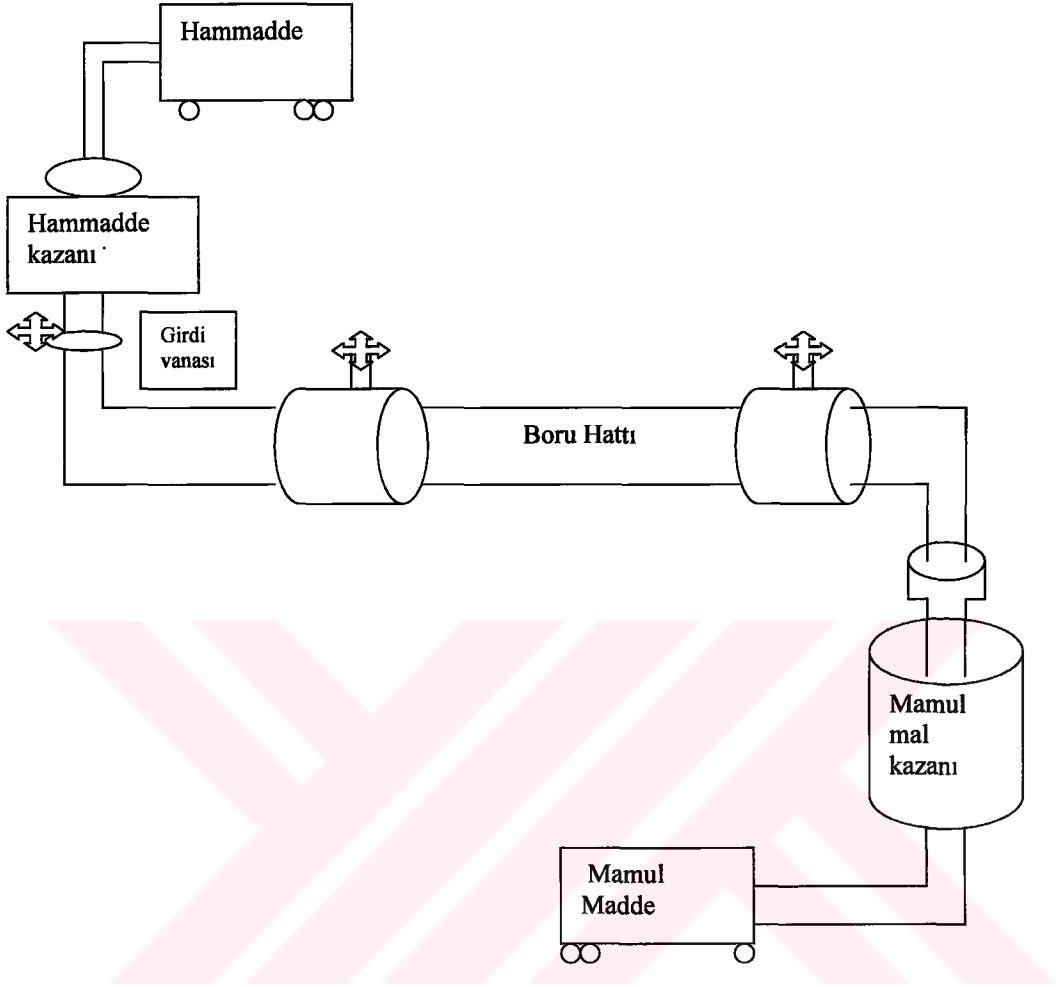 Hammadde
Hammadde
kazanı
Girdi
vanası
Boru Hattı
Mamul
mal
kazanı
Mamul
Madde